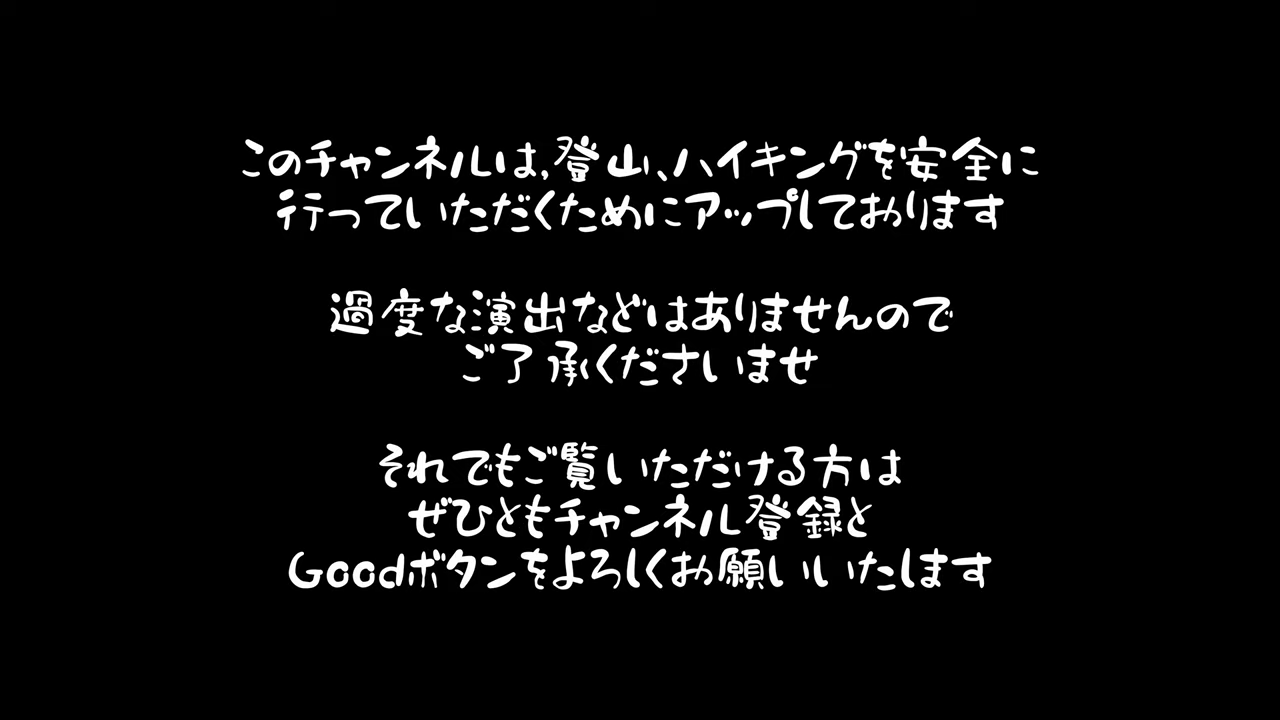 このチャンネルは、登山、ハイキングを安全に
行っていただくためにアップしております
過度な演出などはありませんので
ご了承くださいませ
それでもご覧いただける方は
ぜひともチャンネル登録と
Goodボタンをよろしくお願いいたします